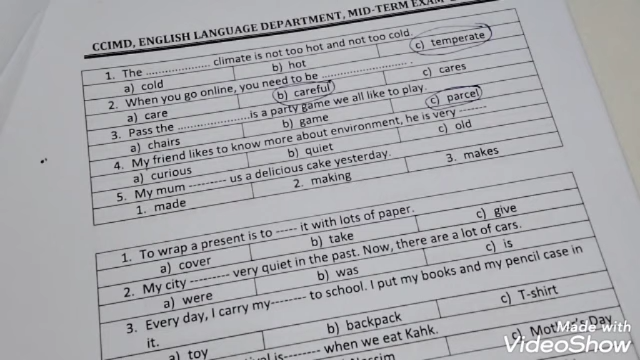 CCIMD, ENGLISH LANGUAGE DEPARTMENT, MID-TERM EXAM
1. The .................... climate is not too hot and not too cold.
a) cold b) hot c) temperate
2. When you go online, you need to be ........................... .
a) care b) careful c) cares
3. Pass the ......................is a party game we all like to play.
a) chairs b) game c) parcel
4. My friend likes to know more about environment, he is very -------
a) curious b) quiet c) old
5. My mum --------- us a delicious cake yesterday.
1. made 2. making 3. makes
1. To wrap a present is to ----- it with lots of paper.
a) cover b) take c) give
2. My city -------- very quiet in the past. Now, there are a lot of cars.
a) were b) was c) is
3. Every day, I carry my-------- to school. I put my books and my pencil case in
it.
a) toy b) backpack c) T-shirt
is-------- when we eat Kahk.
c). Mother's Day
Made with
VideoShow